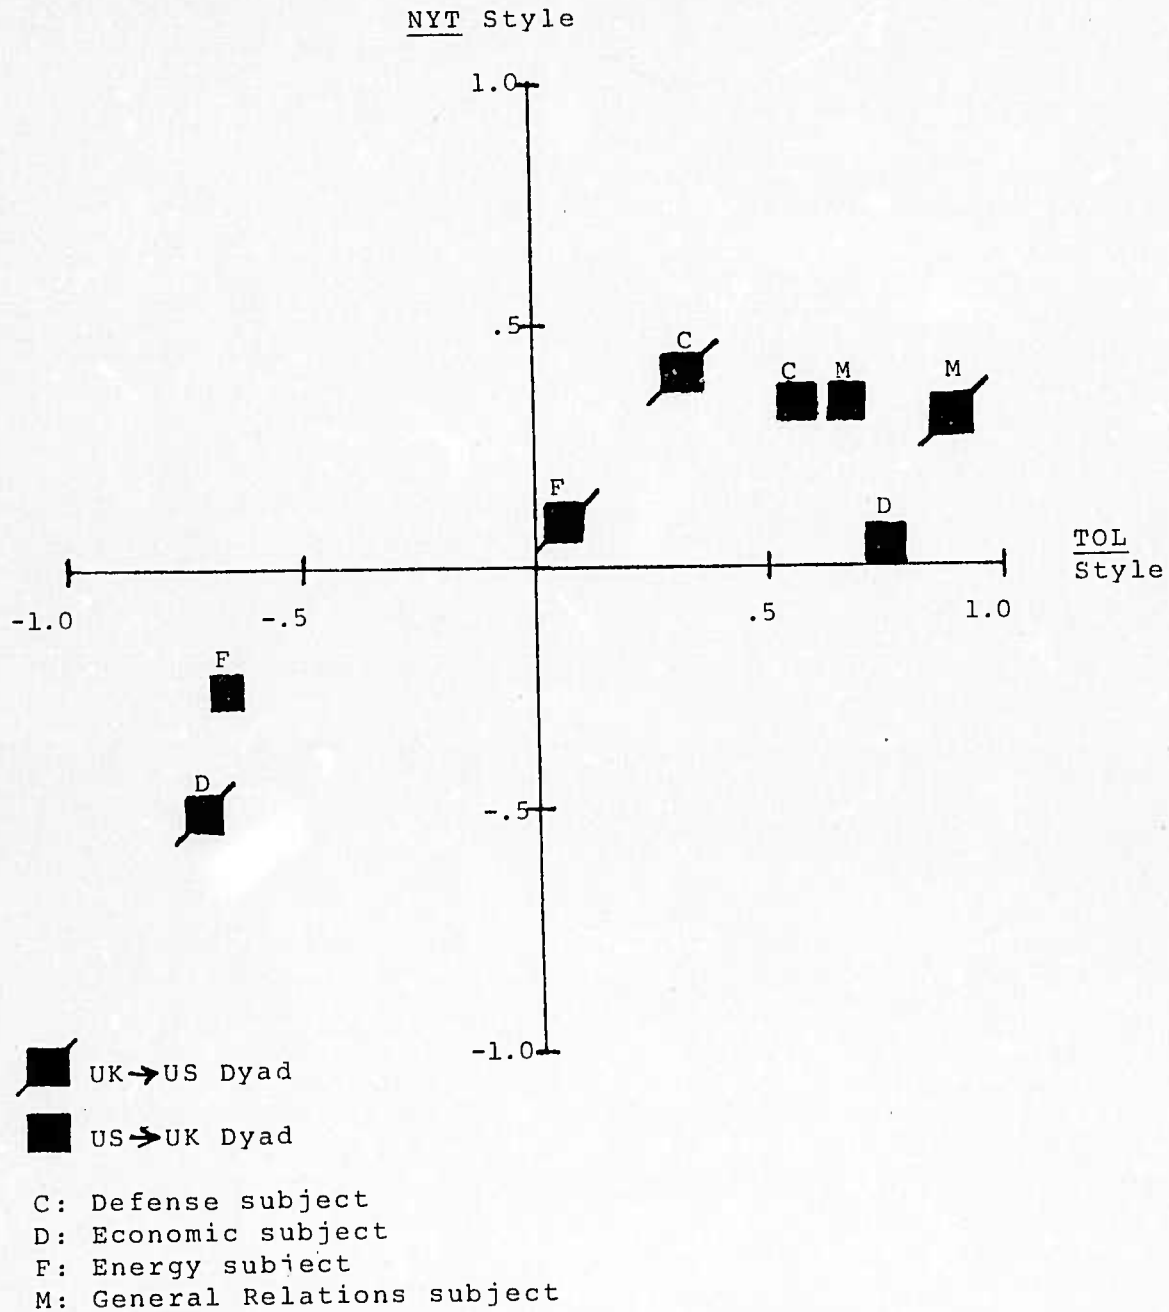 NYT Style
1.0
.5
C
C M M
F
D
TOL
Style
-1.0 -.5 .5 1.0
F
D
-.5
-1.0
UK→US Dyad
US→UK Dyad
C: Defense subject
D: Economic subject
F: Energy subject
M: General Relations subject